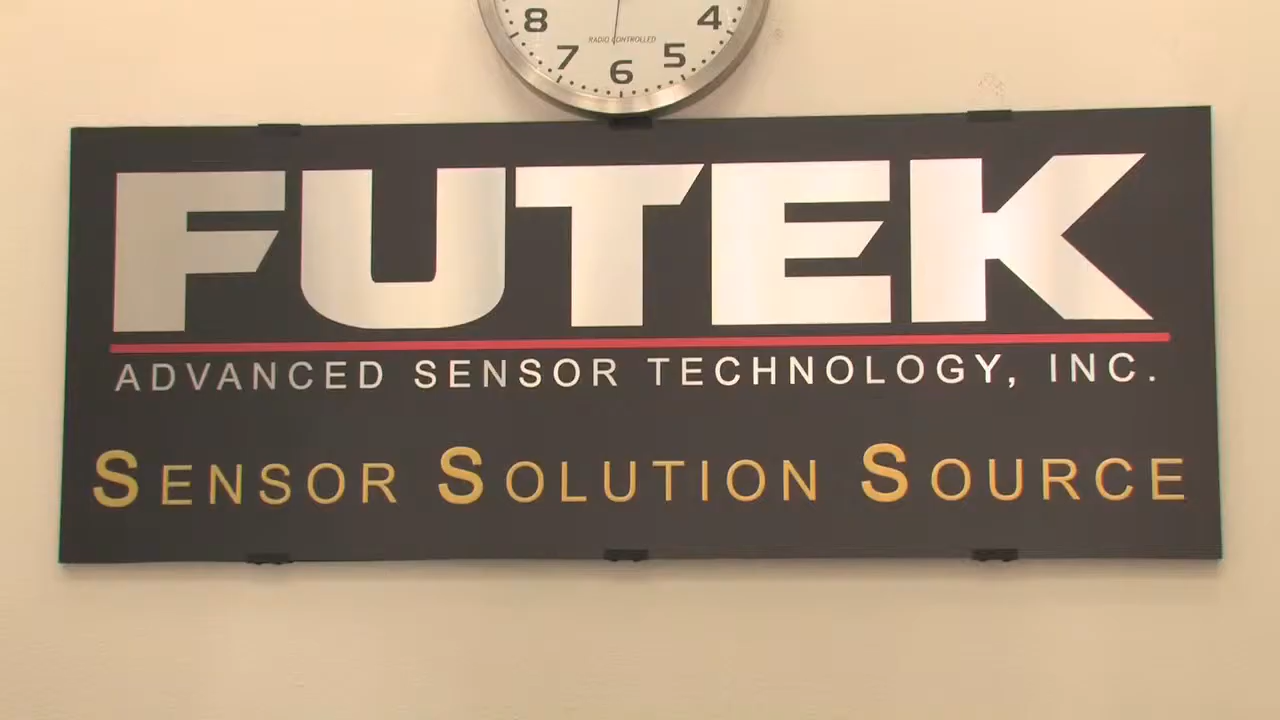 8 4
7 5
6
RADIO CONTROLLED
FUTEK
ADVANCED SENSOR TECHNOLOGY, INC.
SENSOR SOLUTION SOURCE